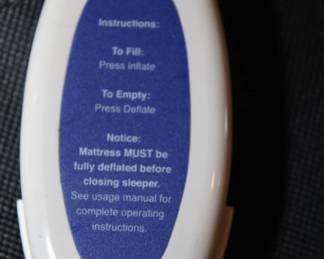 Instructions:
To Fill:
Press Inflate
To Empty:
Press Deflate
Notice:
Mattress MUST be
fully deflated before
closing sleeper.
See usage manual for
complete operating
instructions.